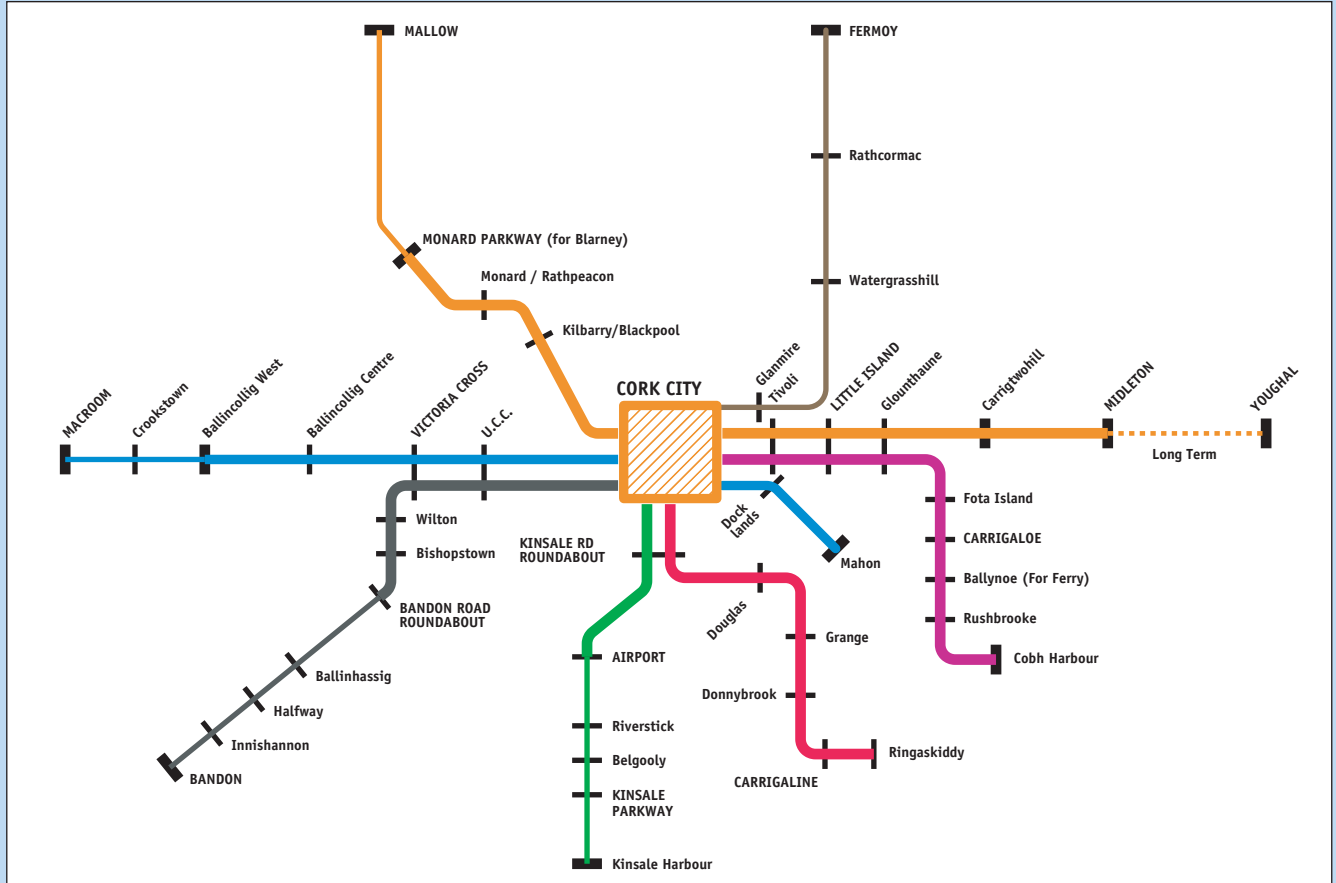 MALLOW
FERMOY
Rathcormac
MONARD PARKWAY (for Blarney)
Monard / Rathpeacon
Watergrasshill
Kilbarry/Blackpool
MACROOM
Crookstown
Ballincollig West
Ballincollig Centre
VICTORIA CROSS
U.C.C.
CORK CITY
Glanmire
Tivoli
LITTLE ISLAND
Glounthaune
Carrigtwohill
MIDLETON
YOUGHAL
Long Term
Wilton
Bishopstown
BANDON ROAD
ROUNDABOUT
Ballinhassig
Halfway
Innishannon
BANDON
KINSALE RD
ROUNDABOUT
Dock
lands
Mahon
Fota Island
CARRIGALOE
Ballynoe (For Ferry)
Rushbrooke
Cobh Harbour
Douglas
Grange
Donnybrook
CARRIGALINE
Ringaskiddy
AIRPORT
Riverstick
Belgooly
KINSALE
PARKWAY
Kinsale Harbour